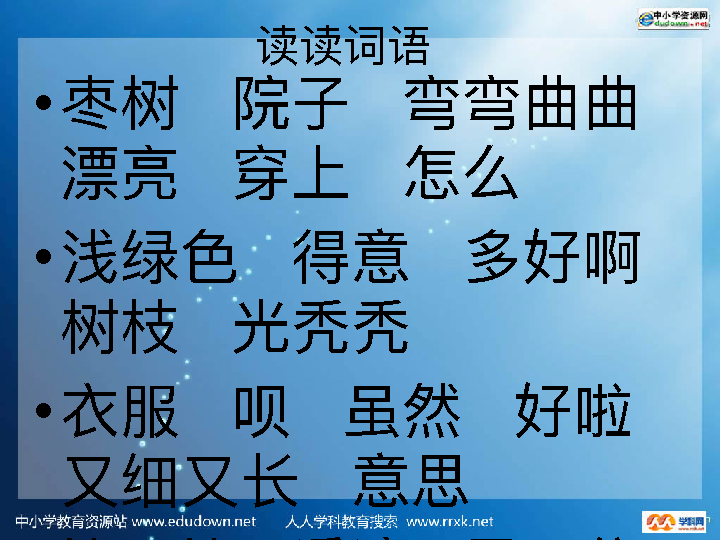 中小学资源网
edudown.net
读读词语
•枣树 院子 弯弯曲曲
漂亮 穿上 怎么
•浅绿色 得意 多好啊
树枝 光秃秃
•衣服 呗 虽然 好啦
又细又长 意思
中小学教育资源站 www.edudown.net 人人学科教育搜索 www.rrxk.net
学科网